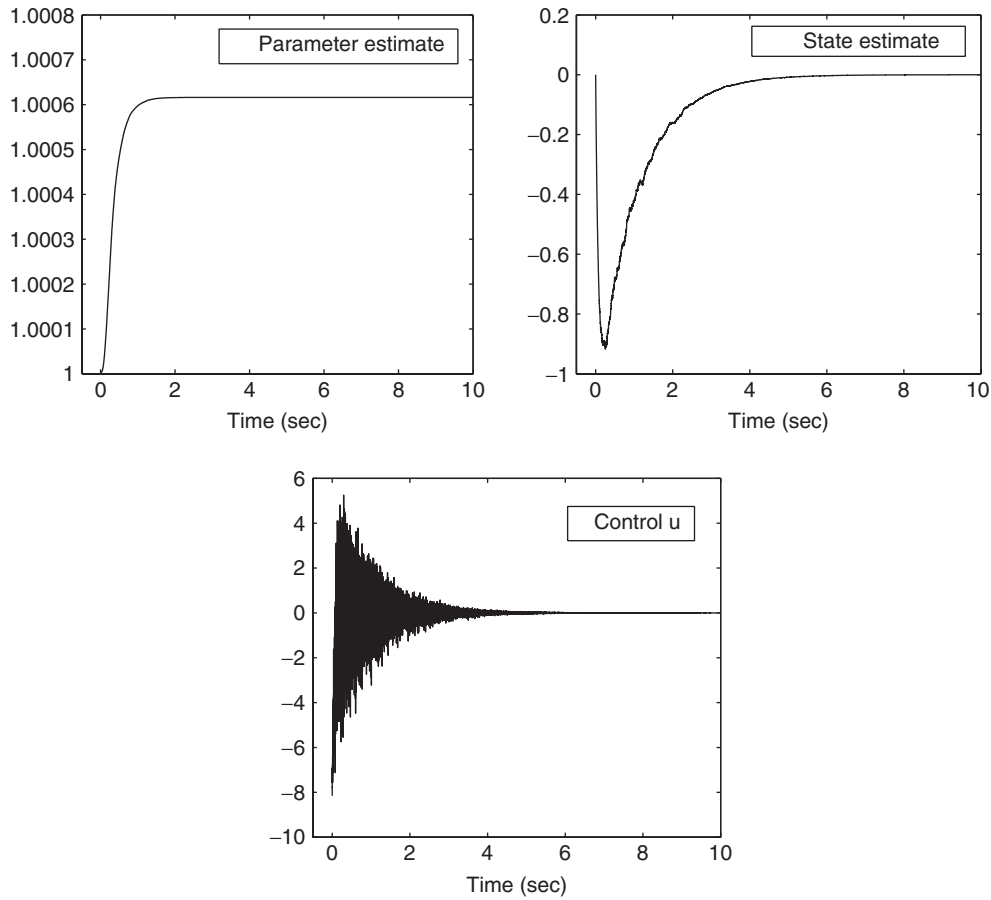 1.0008
1.0007
1.0006
1.0005
1.0004
1.0003
1.0002
1.0001
1
Parameter estimate
0 2 4 6 8 10
Time (sec)
0.2
0
−0.2
−0.4
−0.6
−0.8
−1
State estimate
0 2 4 6 8 10
Time (sec)
6
4
2
0
−2
−4
−6
−8
−10
Control u
0 2 4 6 8 10
Time (sec)